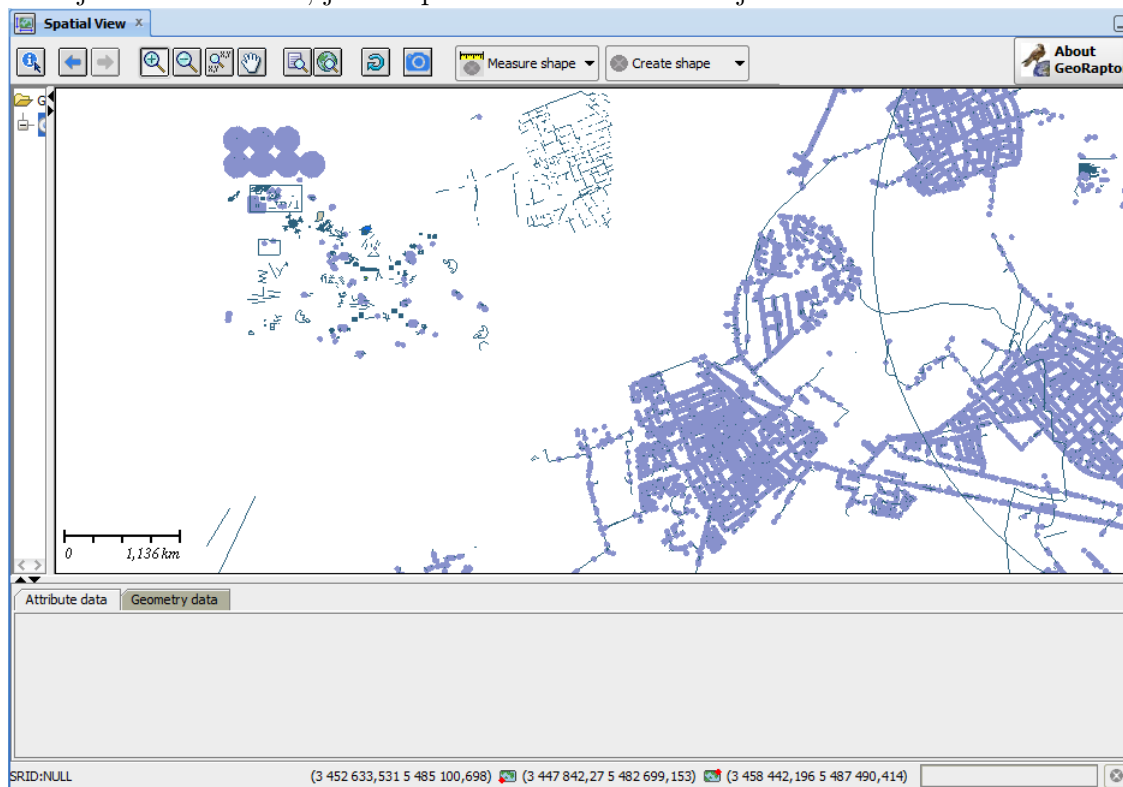 Spatial View ×
x,y
x,y
Measure shape
Create shape
About
GeoRaptor
G
0
1,136 km
Attribute data
Geometry data
SRID:NULL
(3 452 633,531 5 485 100,698)
(3 447 842,27 5 482 699,153)
(3 458 442,196 5 487 490,414)